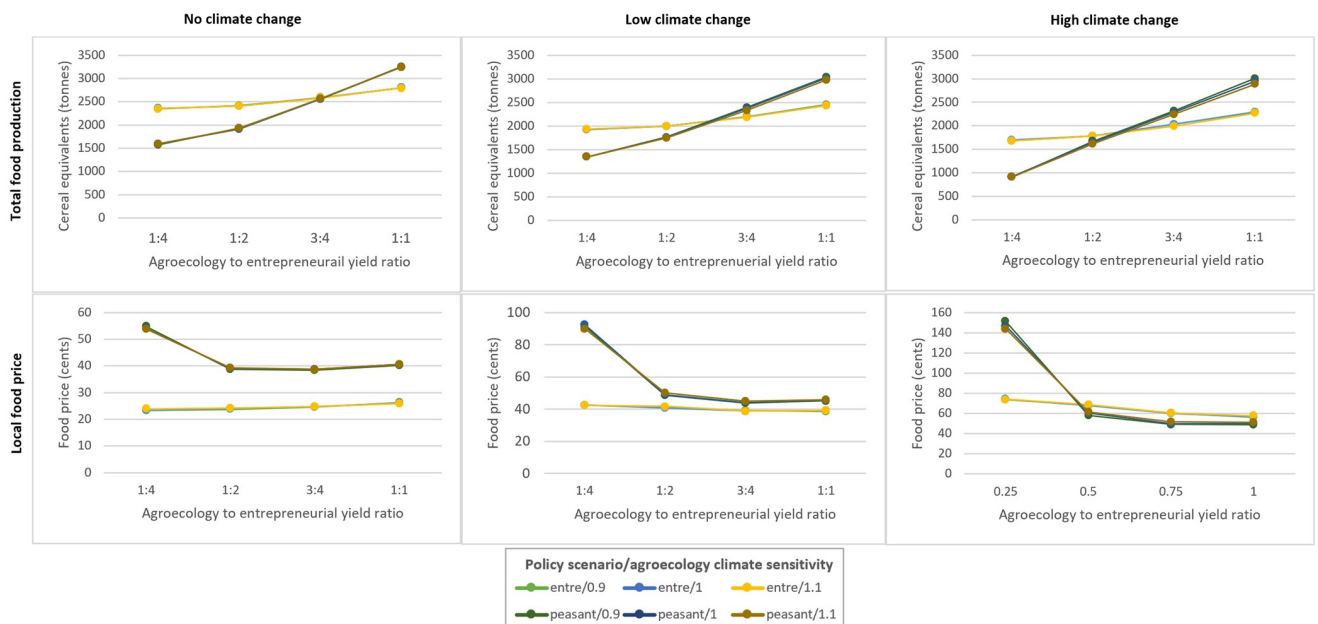 No climate change
Low climate change
High climate change
Total food production
Cereal equivalents (tonnes)
3500
3000
2500
2000
1500
1000
500
0
1:4 1:2 3:4 1:1
Agroecology to entrepreneurail yield ratio
Cereal equivalents (tonnes)
3500
3000
2500
2000
1500
1000
500
0
1:4 1:2 3:4 1:1
Agroecology to entreprenuerial yield ratio
Cereal equivalents (tonnes)
3500
3000
2500
2000
1500
1000
500
0
1:4 1:2 3:4 1:1
Agroecology to entrepreneurial yield ratio
Local food price
Food price (cents)
60
50
40
30
20
10
0
1:4 1:2 3:4 1:1
Agroecology to entrepreneurial yield ratio
Food price (cents)
100
80
60
40
20
0
1:4 1:2 3:4 1:1
Agroecology to entrepreneurial yield ratio
Food price (cents)
160
140
120
100
80
60
40
20
0
0.25 0.5 0.75 1
Agroecology to entrepreneurial yield ratio
Policy scenario/agroecology climate sensitivity
entre/0.9 entre/1 entre/1.1
peasant/0.9 peasant/1 peasant/1.1